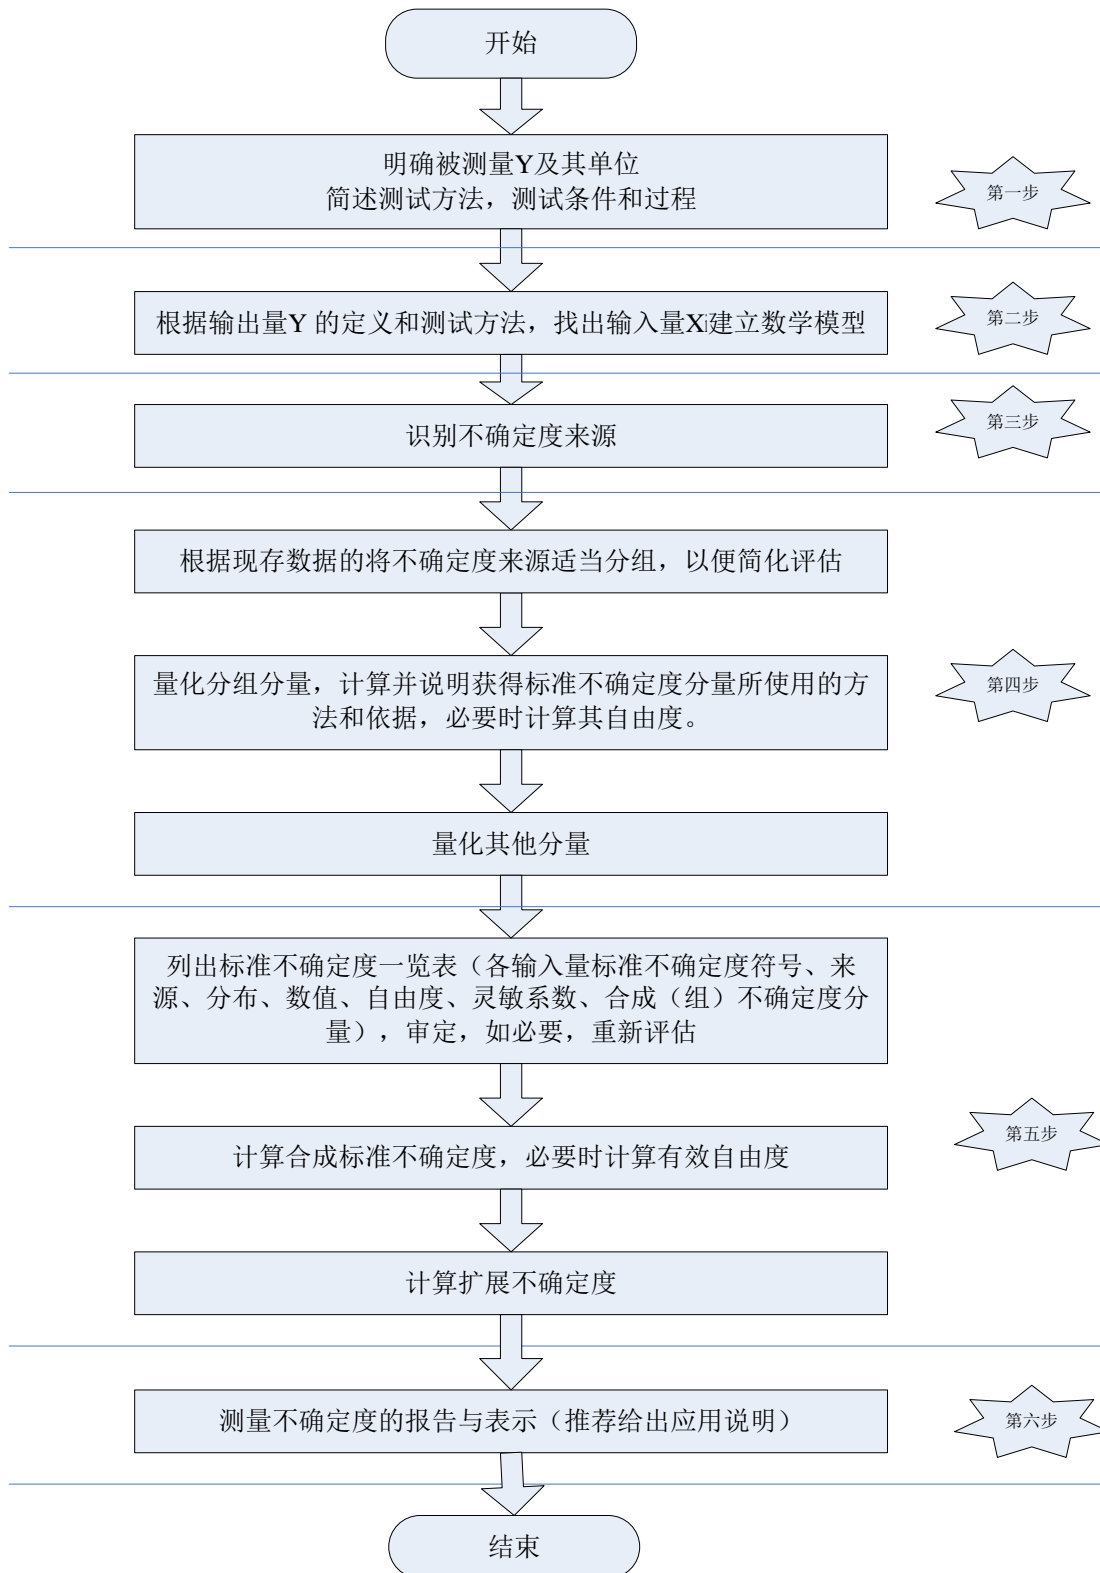 开始
明确被测量Y及其单位
简述测试方法，测试条件和过程
第一步
根据输出量Y 的定义和测试方法，找出输入量Xi建立数学模型
第二步
识别不确定度来源
第三步
根据现存数据的将不确定度来源适当分组，以便简化评估
量化分组分量，计算并说明获得标准不确定度分量所使用的方
法和依据，必要时计算其自由度。
第四步
量化其他分量
列出标准不确定度一览表（各输入量标准不确定度符号、来
源、分布、数值、自由度、灵敏系数、合成（组）不确定度分
量），审定，如必要，重新评估
计算合成标准不确定度，必要时计算有效自由度
第五步
计算扩展不确定度
测量不确定度的报告与表示（推荐给出应用说明）
第六步
结束